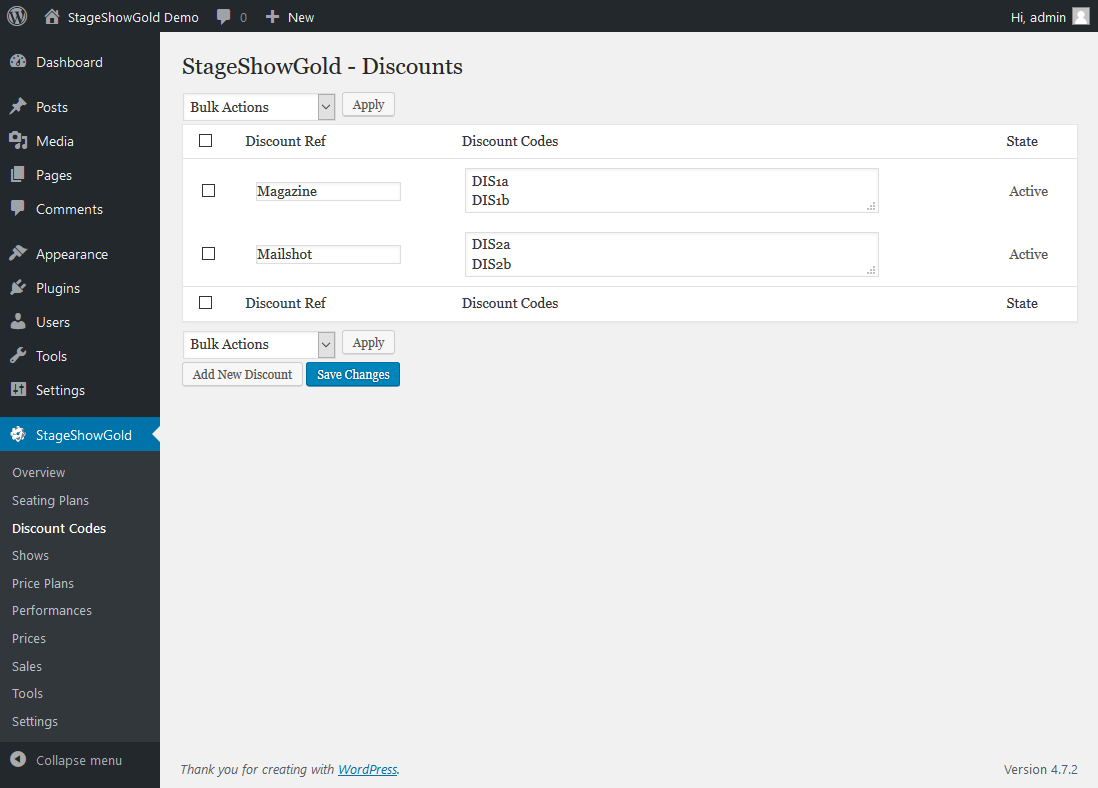 StageShowGold Demo 0 New Hi, admin
Dashboard
Posts
Media
Pages
Comments
Appearance
Plugins
Users
Tools
Settings
StageShowGold
Overview
Seating Plans
Discount Codes
Shows
Price Plans
Performances
Prices
Sales
Tools
Settings
Collapse menu
StageShowGold - Discounts
Bulk Actions Apply
Discount Ref Discount Codes State
Magazine DIS1a Active
DIS1b
Mailshot DIS2a Active
DIS2b
Discount Ref Discount Codes State
Bulk Actions Apply
Add New Discount Save Changes
Thank you for creating with WordPress. Version 4.7.2